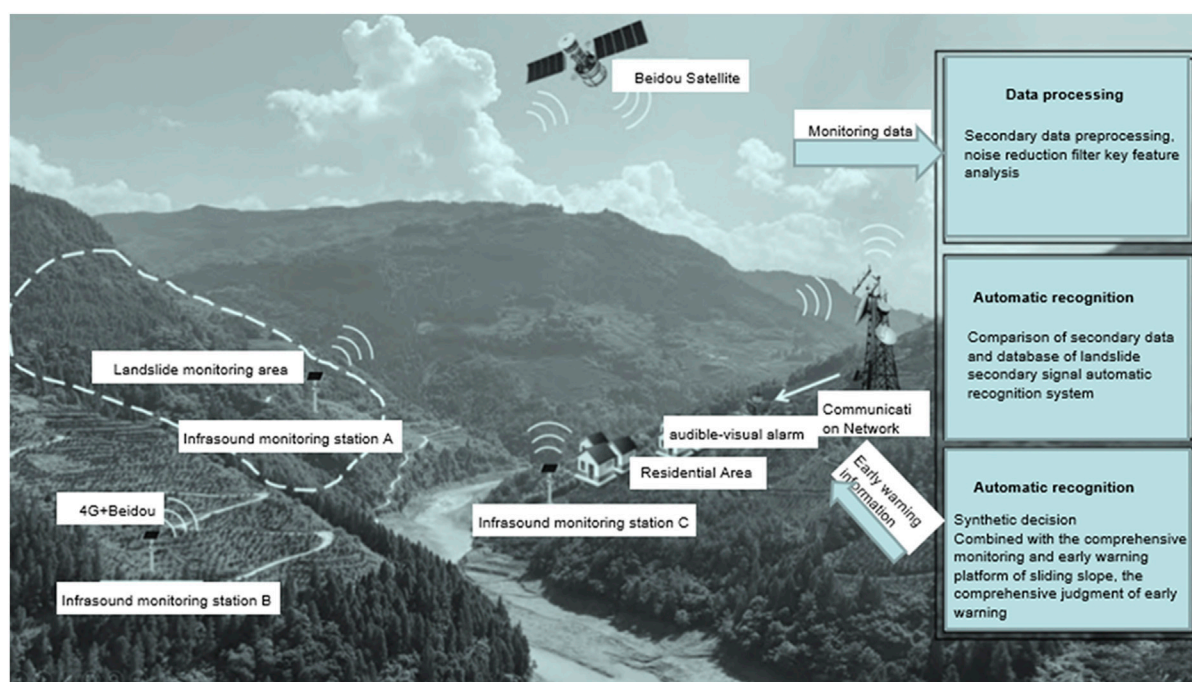 Beidou Satellite
Monitoring data
Data processing
Secondary data preprocessing,
noise reduction filter key feature
analysis
Automatic recognition
Comparison of secondary data
and database of landslide
secondary signal automatic
recognition system
Landslide monitoring area
Infrasound monitoring station A
Communicati
on Network
audible-visual alarm
Residential Area
Early warning
information
4G+Beidou
Infrasound monitoring station C
Infrasound monitoring station B
Automatic recognition
Synthetic decision
Combined with the comprehensive
monitoring and early warning
platform of sliding slope, the
comprehensive judgment of early
warning